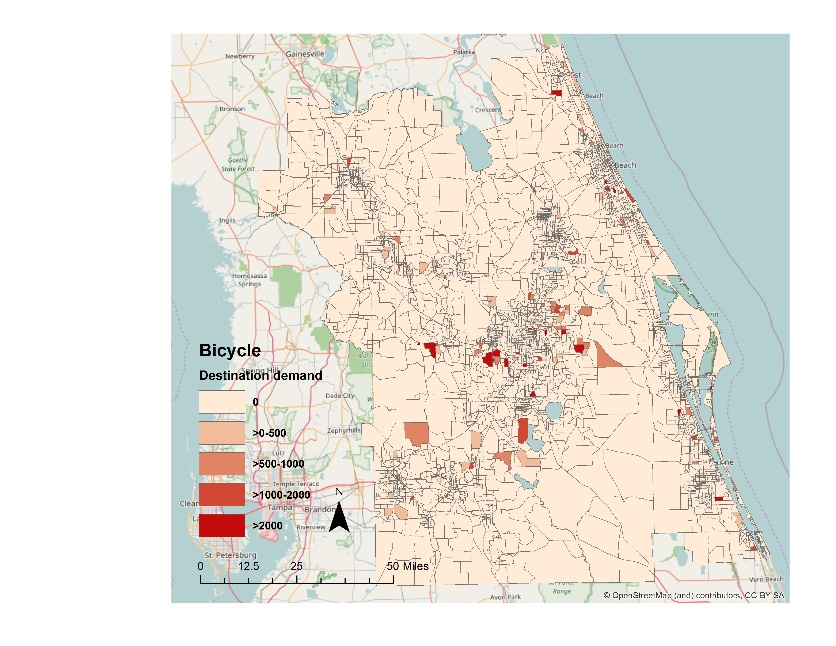 Newberry
Gainesville
Palatka
Bronson
Crescent
Beach
Goethe
State Forest
Beach
Beach
Inglis
Homosassa
Springs
Bicycle
Destination demand
0
>0-500
>500-1000
>1000-2000
>2000
Dade City
Zephyrhills
Lutz
Temple Terrace
Tampa
Brandon
Riverview
St. Petersburg
N
0 12.5 25 50 Miles
Avon Park
Range
Vero Beach
© OpenStreetMap (and) contributors, CC-BY-SA